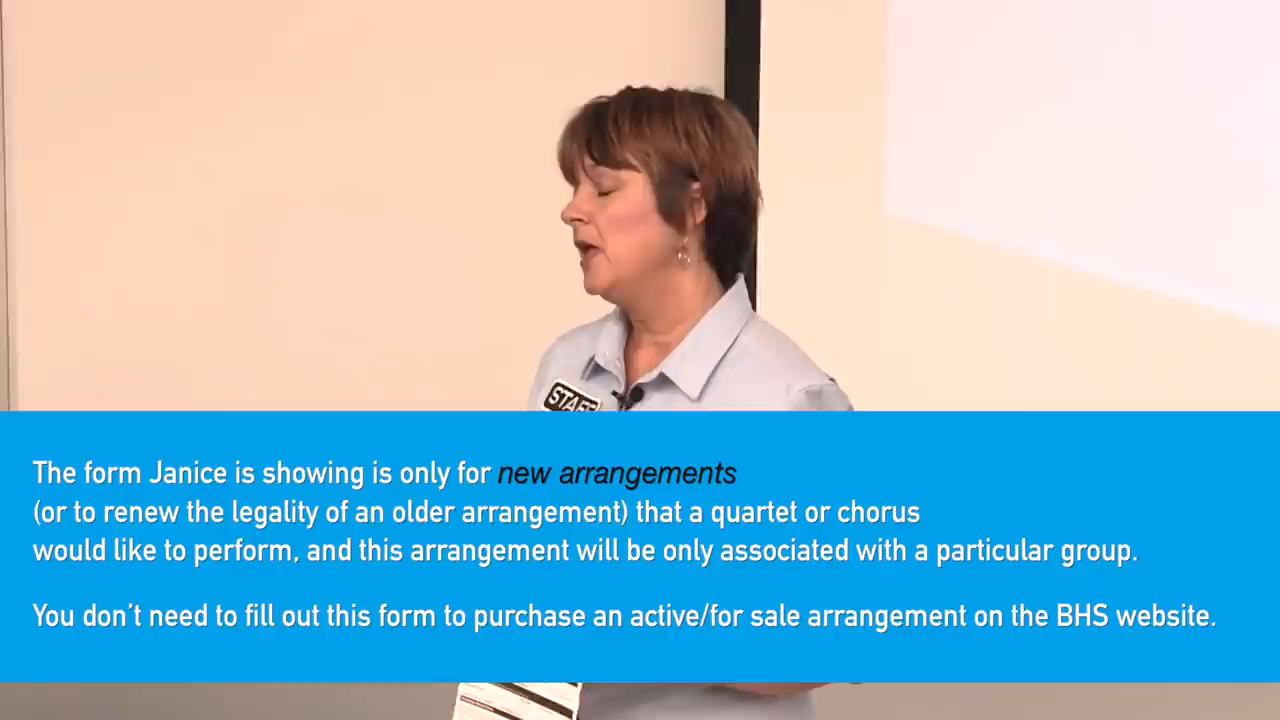 STAFF
The form Janice is showing is only for new arrangements
(or to renew the legality of an older arrangement) that a quartet or chorus
would like to perform, and this arrangement will be only associated with a particular group.
You don't need to fill out this form to purchase an active/for sale arrangement on the BHS website.